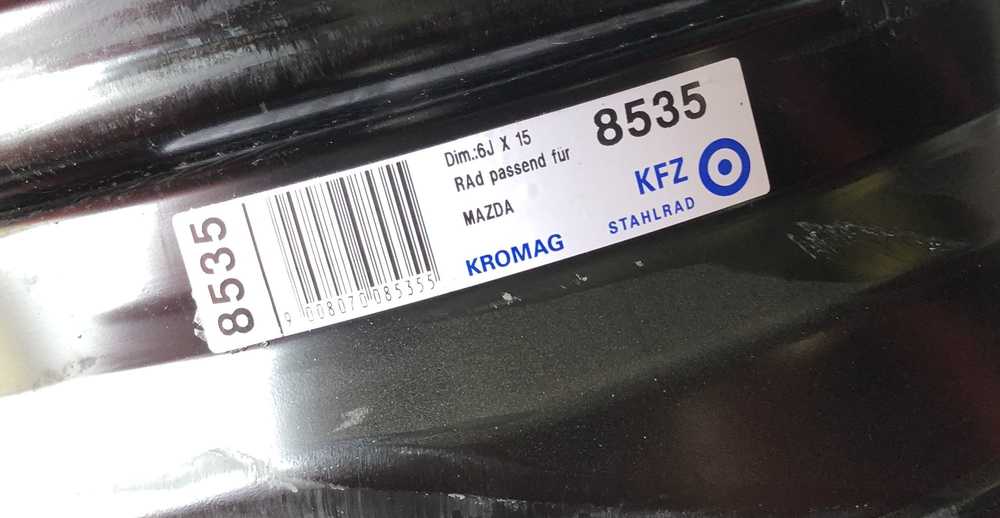 8535
9 008070 085355
Dim.:6J X 15
RAd passend für
MAZDA
KROMAG
8535
KFZ
STAHLRAD